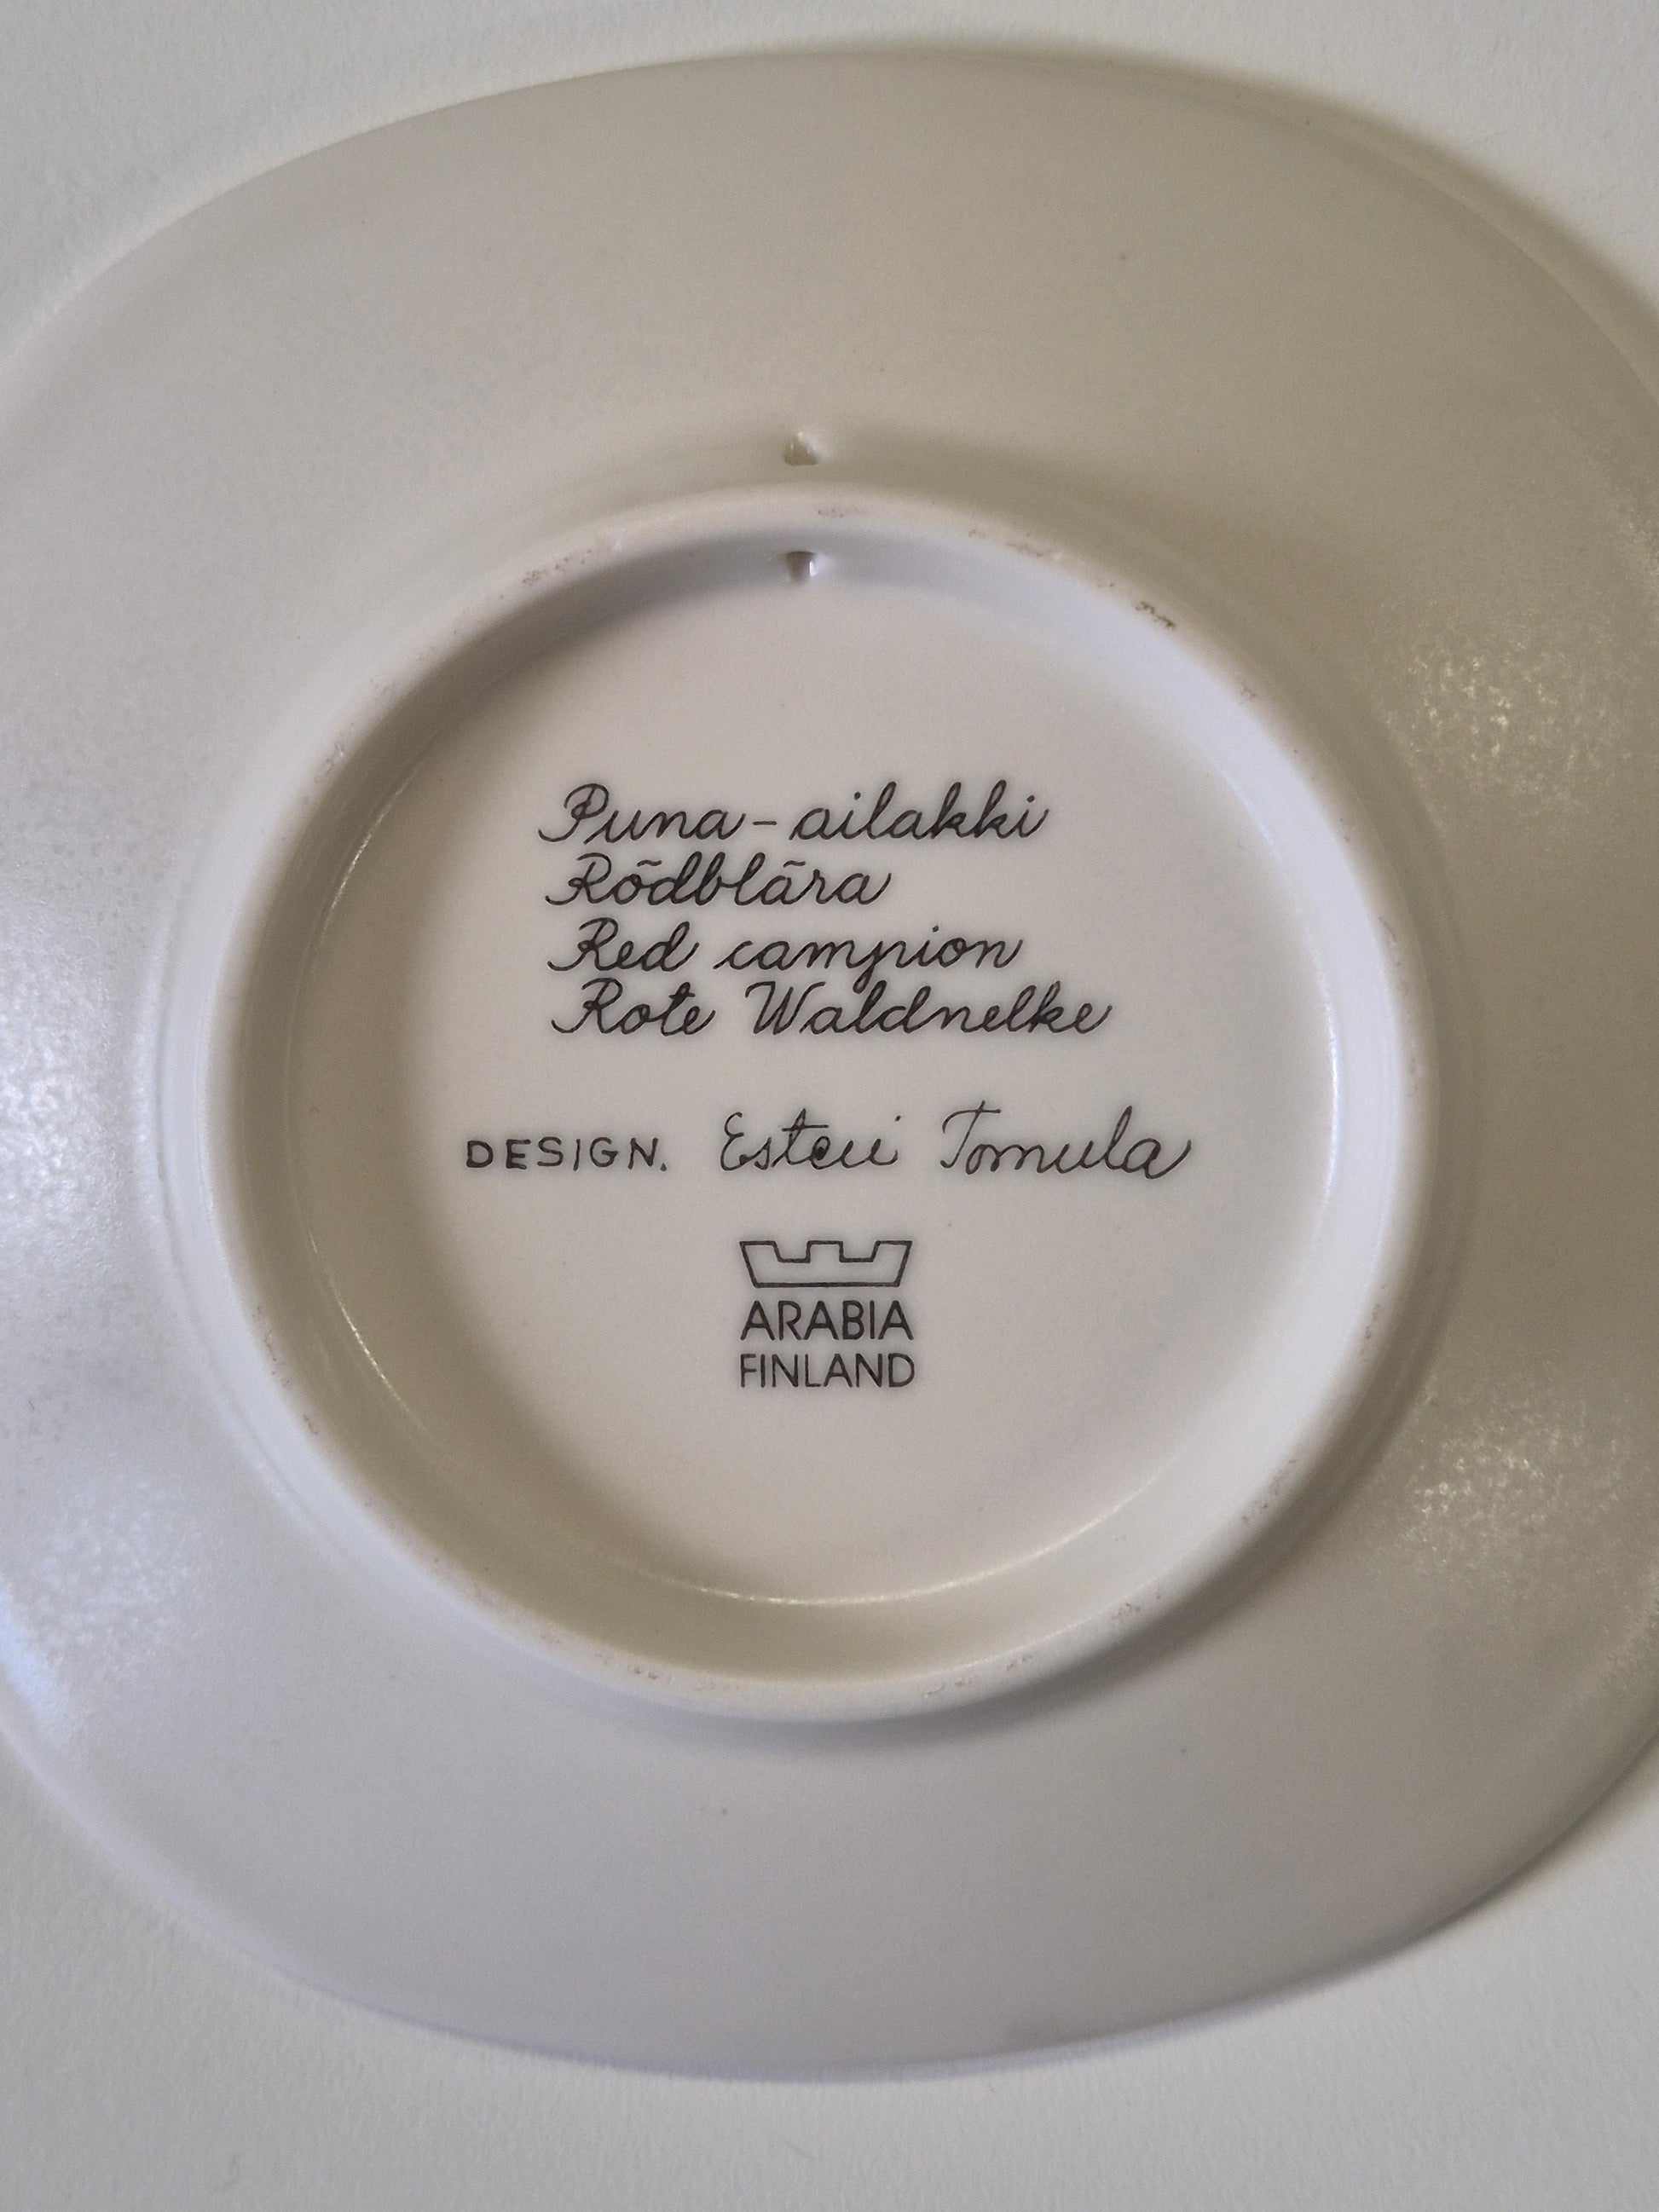 Puna-ailakki
Rödblära
Red campion
Rote Waldnelke
DESIGN. Esteri Tomula
ARABIA
FINLAND